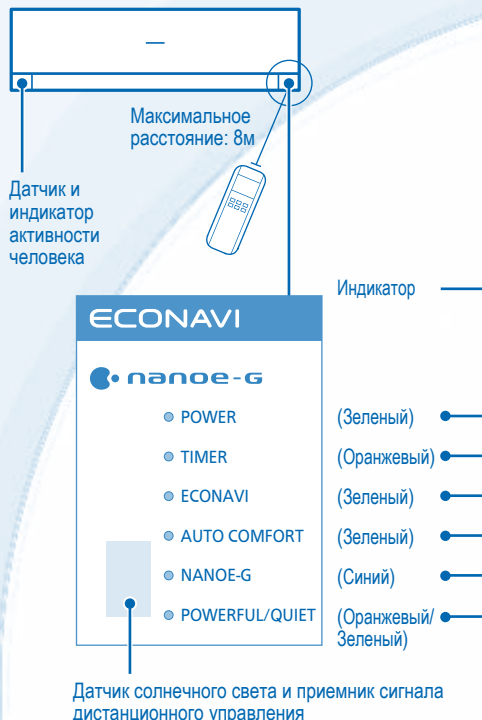 Максимальное
расстояние: 8м
Датчик и
индикатор
активности
человека
Индикатор
ECONAVI
nanoe-G
POWER (Зеленый)
TIMER (Оранжевый)
ECONAVI (Зеленый)
AUTO COMFORT (Зеленый)
NANOE-G (Синий)
POWERFUL/QUIET (Оранжевый/
Зеленый)
Датчик солнечного света и приемник сигнала
дистанционного управления